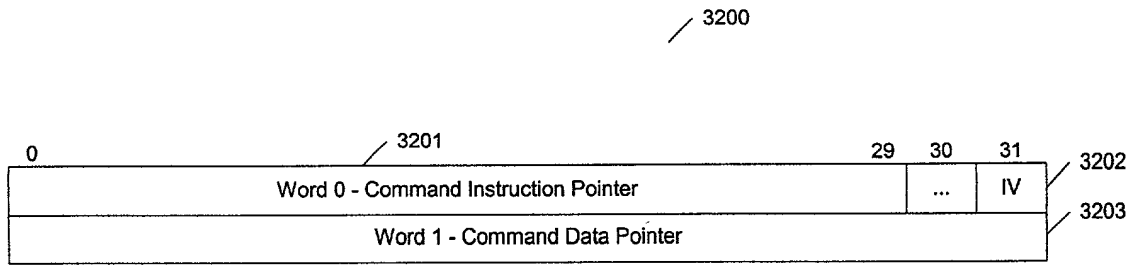 3200
0 3201 29 30 31
Word 0 - Command Instruction Pointer ... IV 3202
Word 1 - Command Data Pointer 3203